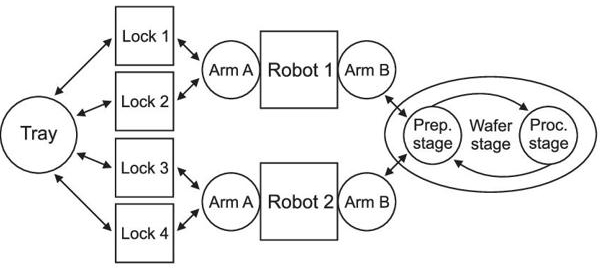 Lock 1
Lock 2
Lock 3
Lock 4
Tray
Arm A
Robot 1
Arm B
Arm A
Robot 2
Arm B
Prep.
stage
Wafer
stage
Proc.
stage